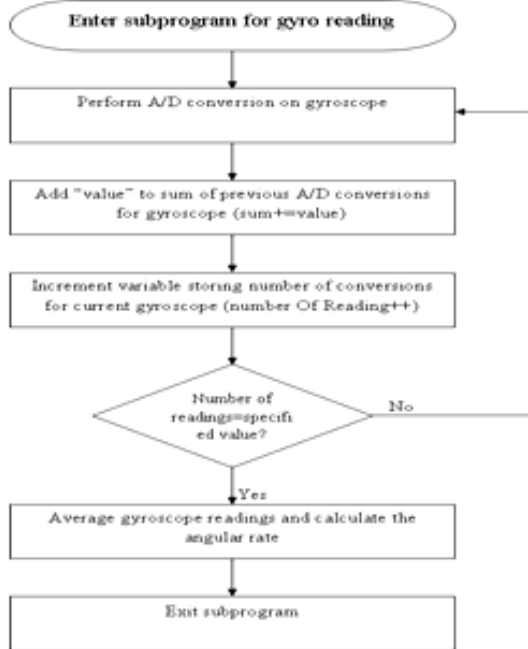 Enter subprogram for gyro reading
Perform A/D conversion on gyroscope
Add "value" to sum of previous A/D conversions
for gyroscope (sum+=value)
Increment variable storing number of conversions
for current gyroscope (number Of Reading++)
Number of
readings=specifi
ed value?
No
Yes
Average gyroscope readings and calculate the
angular rate
Exit subprogram